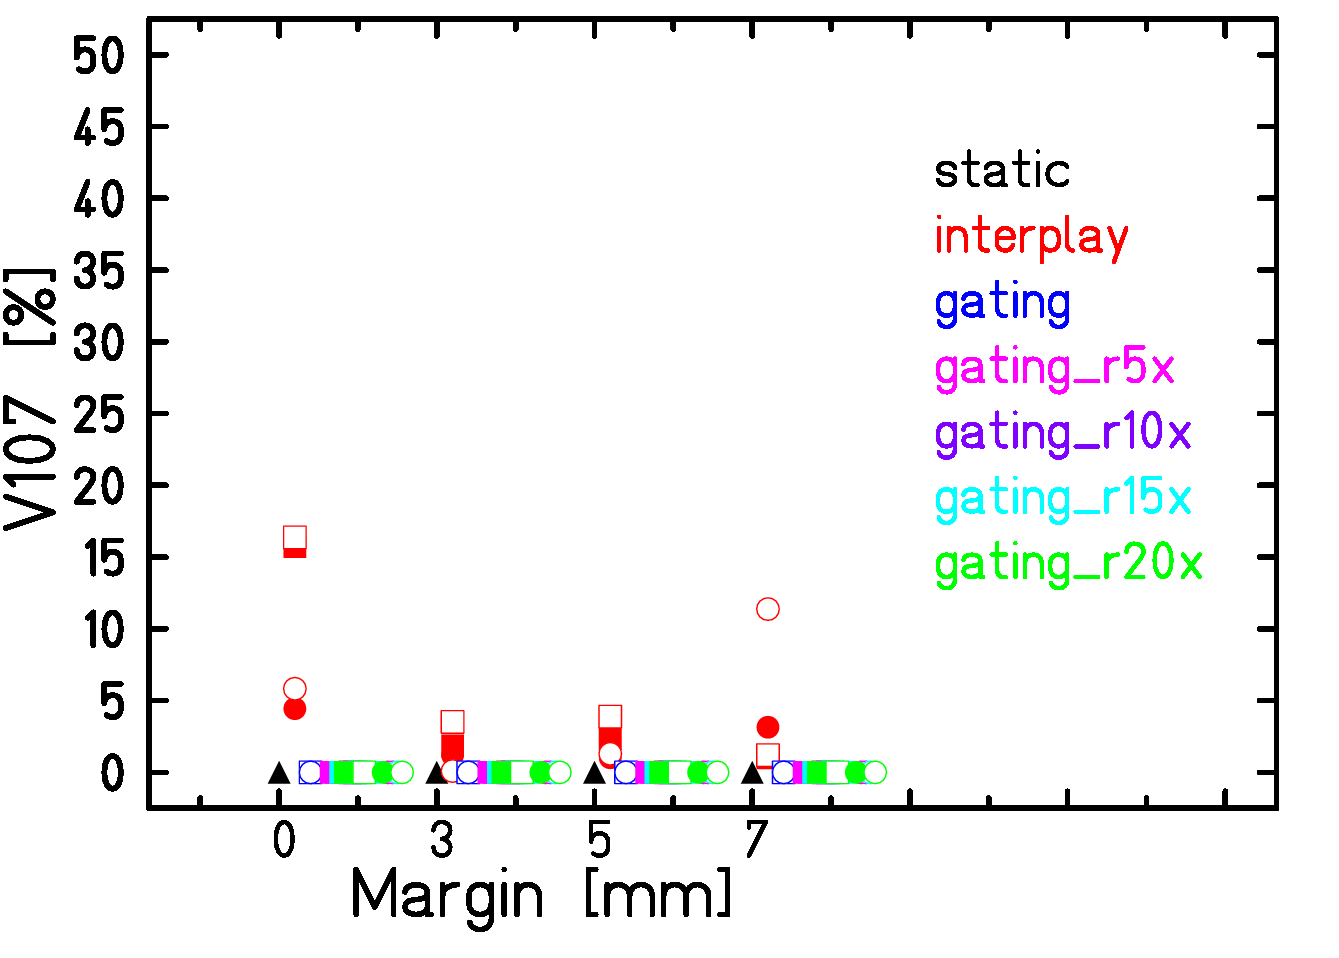 50
45
40
35
30
25
20
15
10
5
0
V107 [%]
static
interplay
gating
gating_r5x
gating_r10x
gating_r15x
gating_r20x
0 3 5 7
Margin [mm]